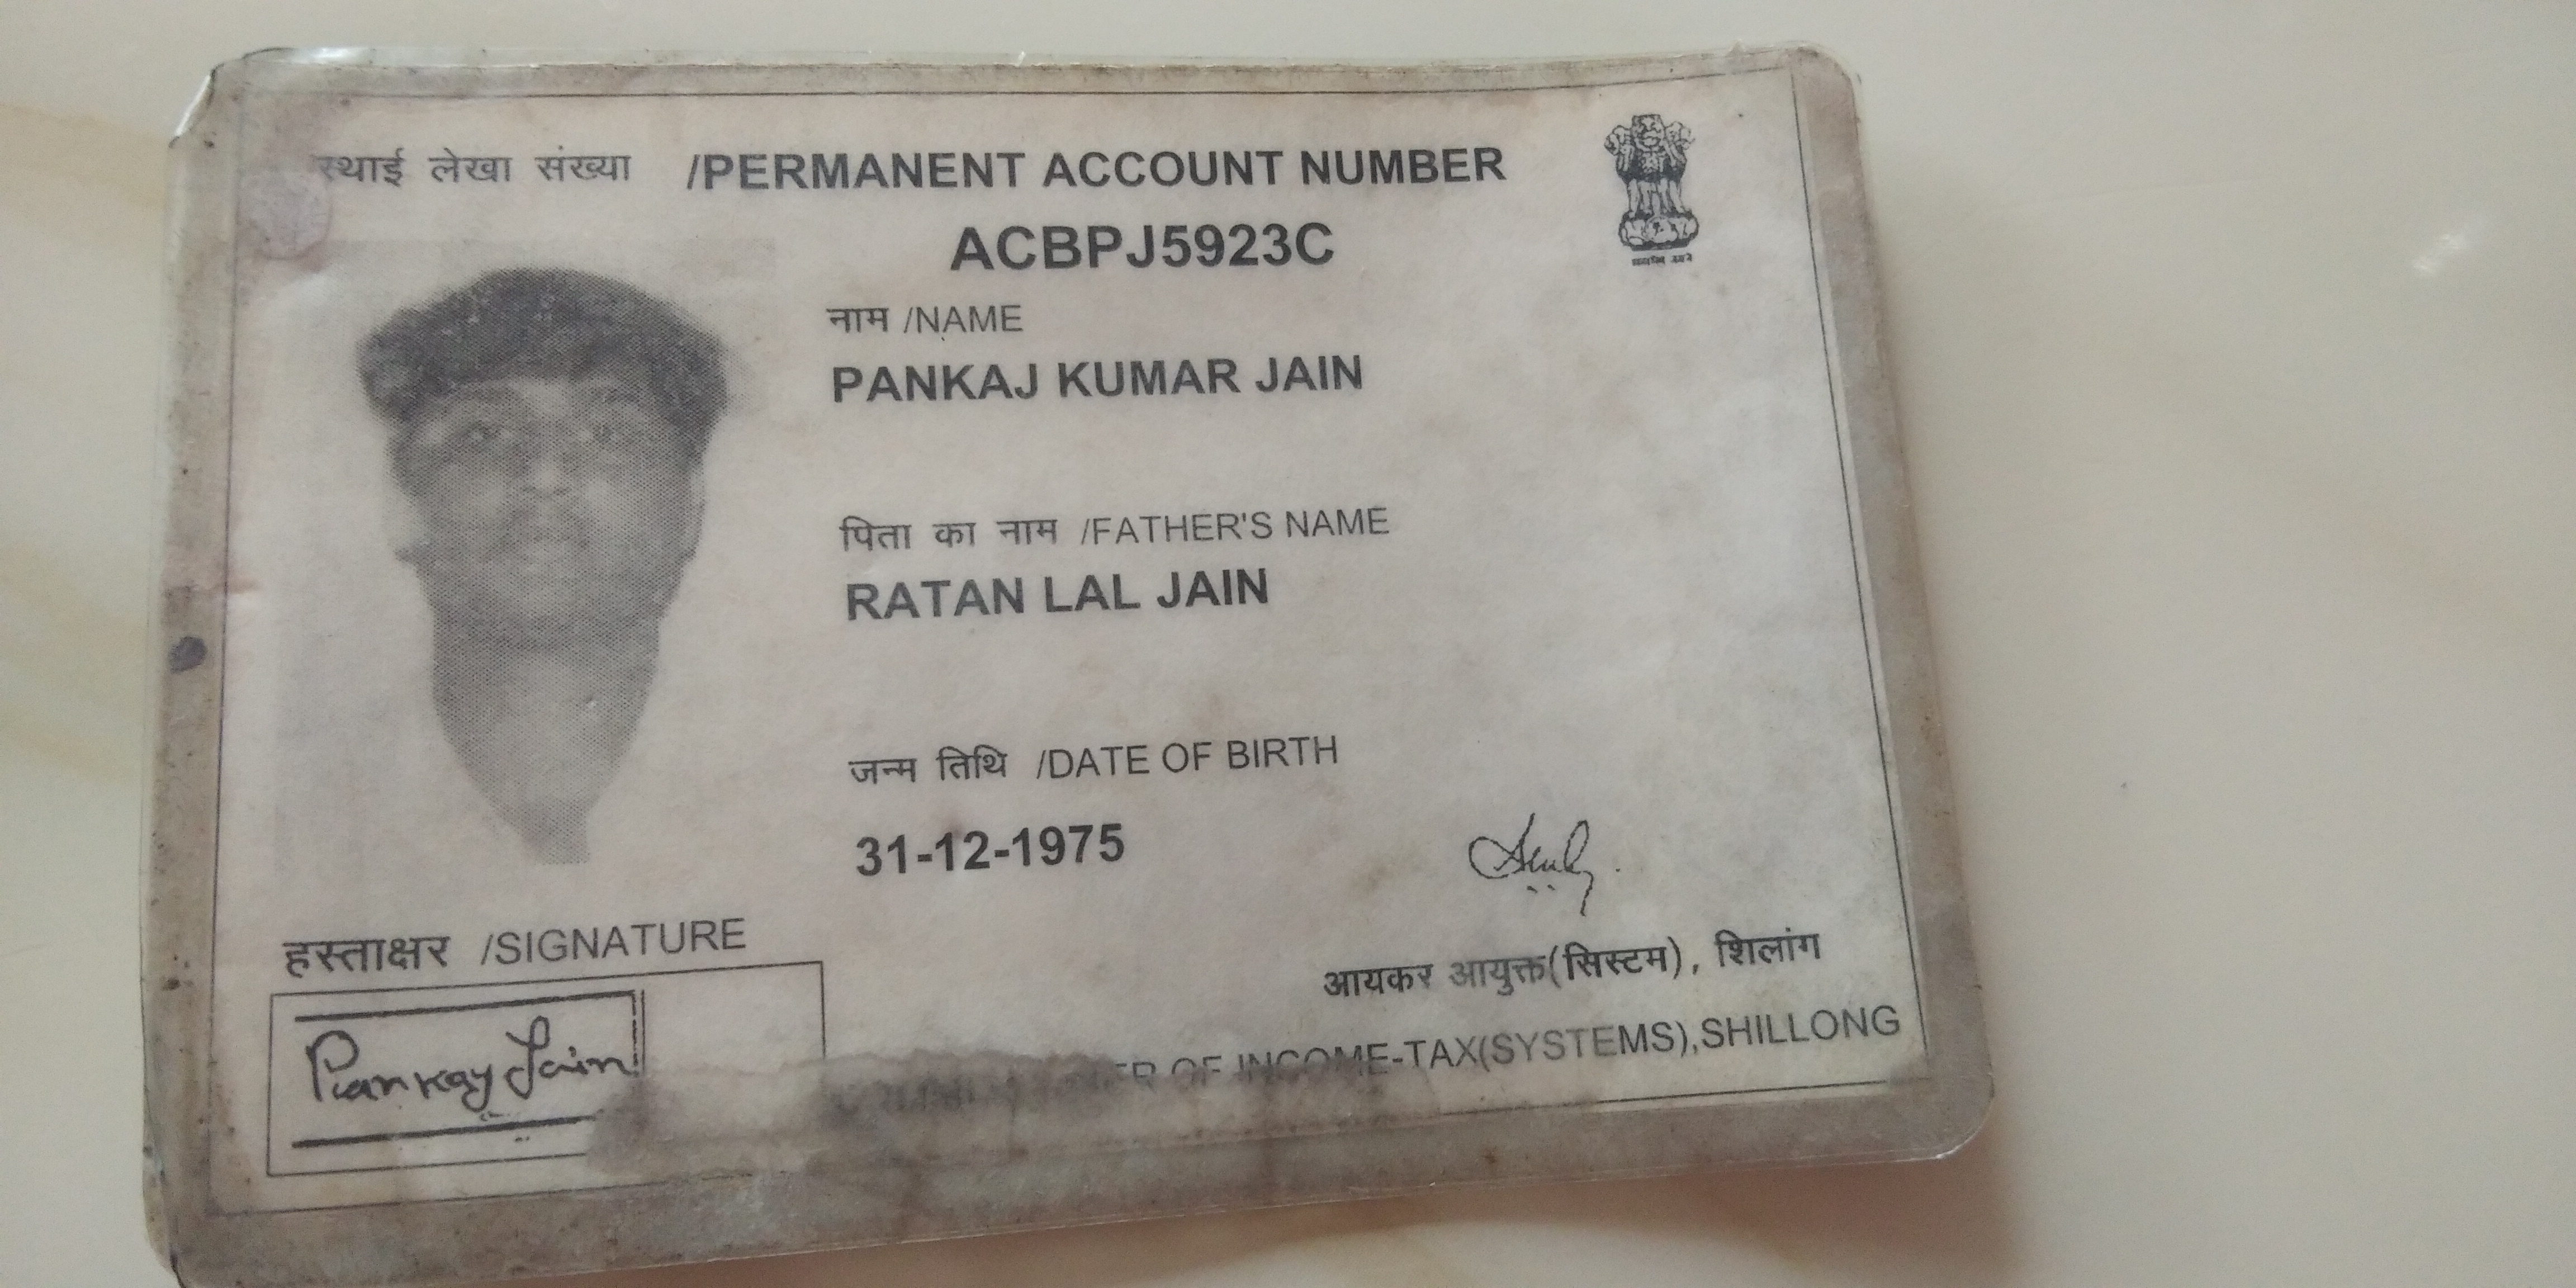 स्थाई लेखा संख्या /PERMANENT ACCOUNT NUMBER
ACBPJ5923C
नाम /NAME
PANKAJ KUMAR JAIN
पिता का नाम /FATHER'S NAME
RATAN LAL JAIN
जन्म तिथि /DATE OF BIRTH
31-12-1975
हस्ताक्षर /SIGNATURE
Pankaj Jain
आयकर आयुक्त(सिस्टम), शिलांग
OF INCOME-TAX(SYSTEMS),SHILLONG